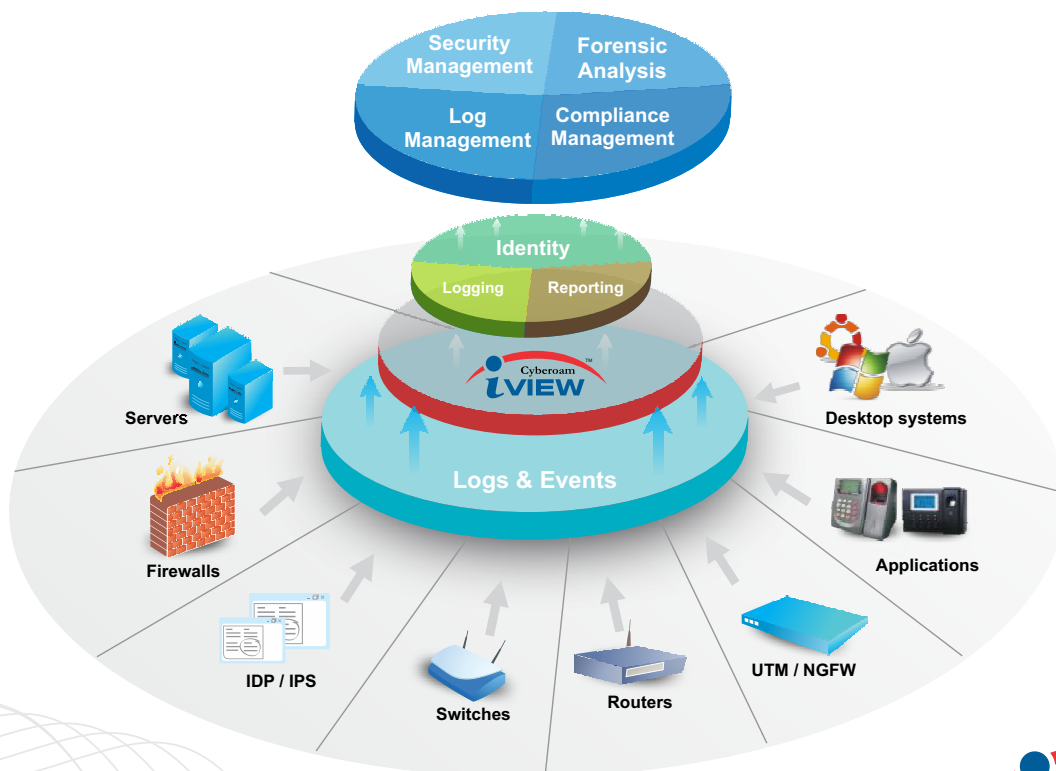 Security
Management
Forensic
Analysis
Log
Management
Compliance
Management
Identity
Logging
Reporting
Cyberoam
iVIEW™
Logs & Events
Servers
Desktop systems
Firewalls
Applications
IDP / IPS
UTM / NGFW
Switches
Routers